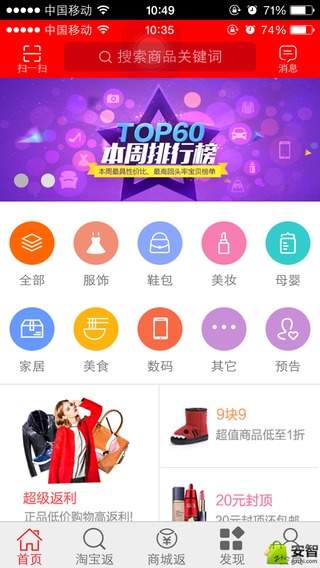 中国移动 10:49 71%
中国移动 10:35 74%
扫一扫
搜索商品关键词
消息
TOP60
本周排行榜
本周最具性价比、最高回头率宝贝榜单
全部 服饰 鞋包 美妆 母婴
家居 美食 数码 其它 预告
超级返利
正品低价购物高返利!
9块9
超值商品低至1折
20元封顶
20元封顶还包邮
首页 淘宝返 商城返 发现
安智
anzhi.com